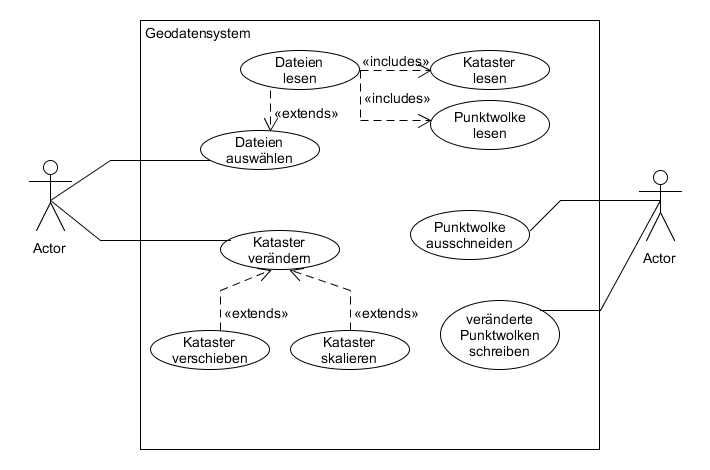 Geodatensystem
Dateien
lesen
«includes»
Kataster
lesen
«includes»
«extends»
Punktwolke
lesen
Dateien
auswählen
Actor
Kataster
verändern
Punktwolke
ausschneiden
Actor
«extends»
«extends»
Kataster
verschieben
Kataster
skalieren
veränderte
Punktwolken
schreiben